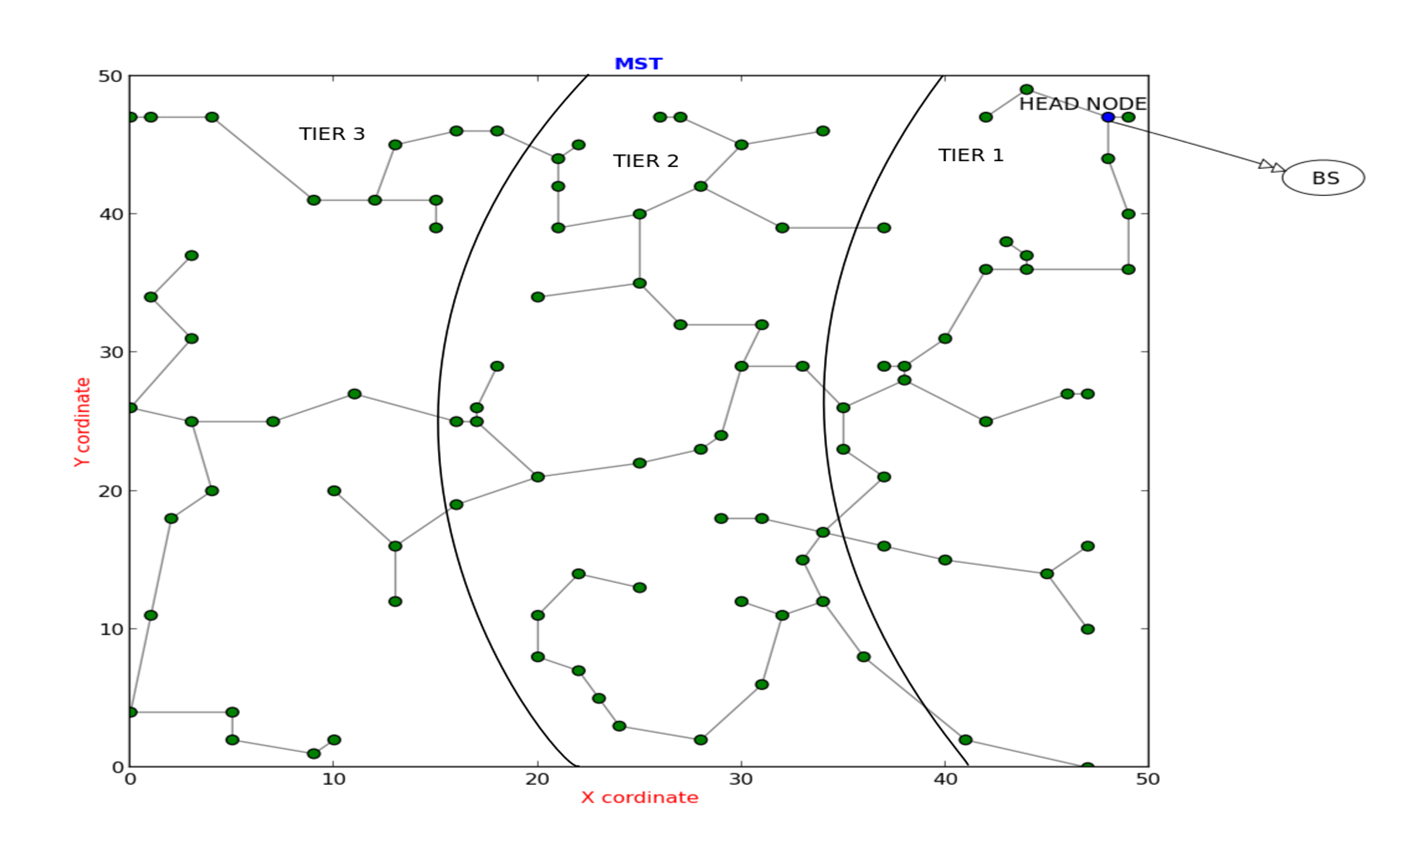 MST
50
HEAD NODE
TIER 3
TIER 2
TIER 1
BS
40
30
Y cordinate
20
10
0
0 10 20 30 40 50
X cordinate